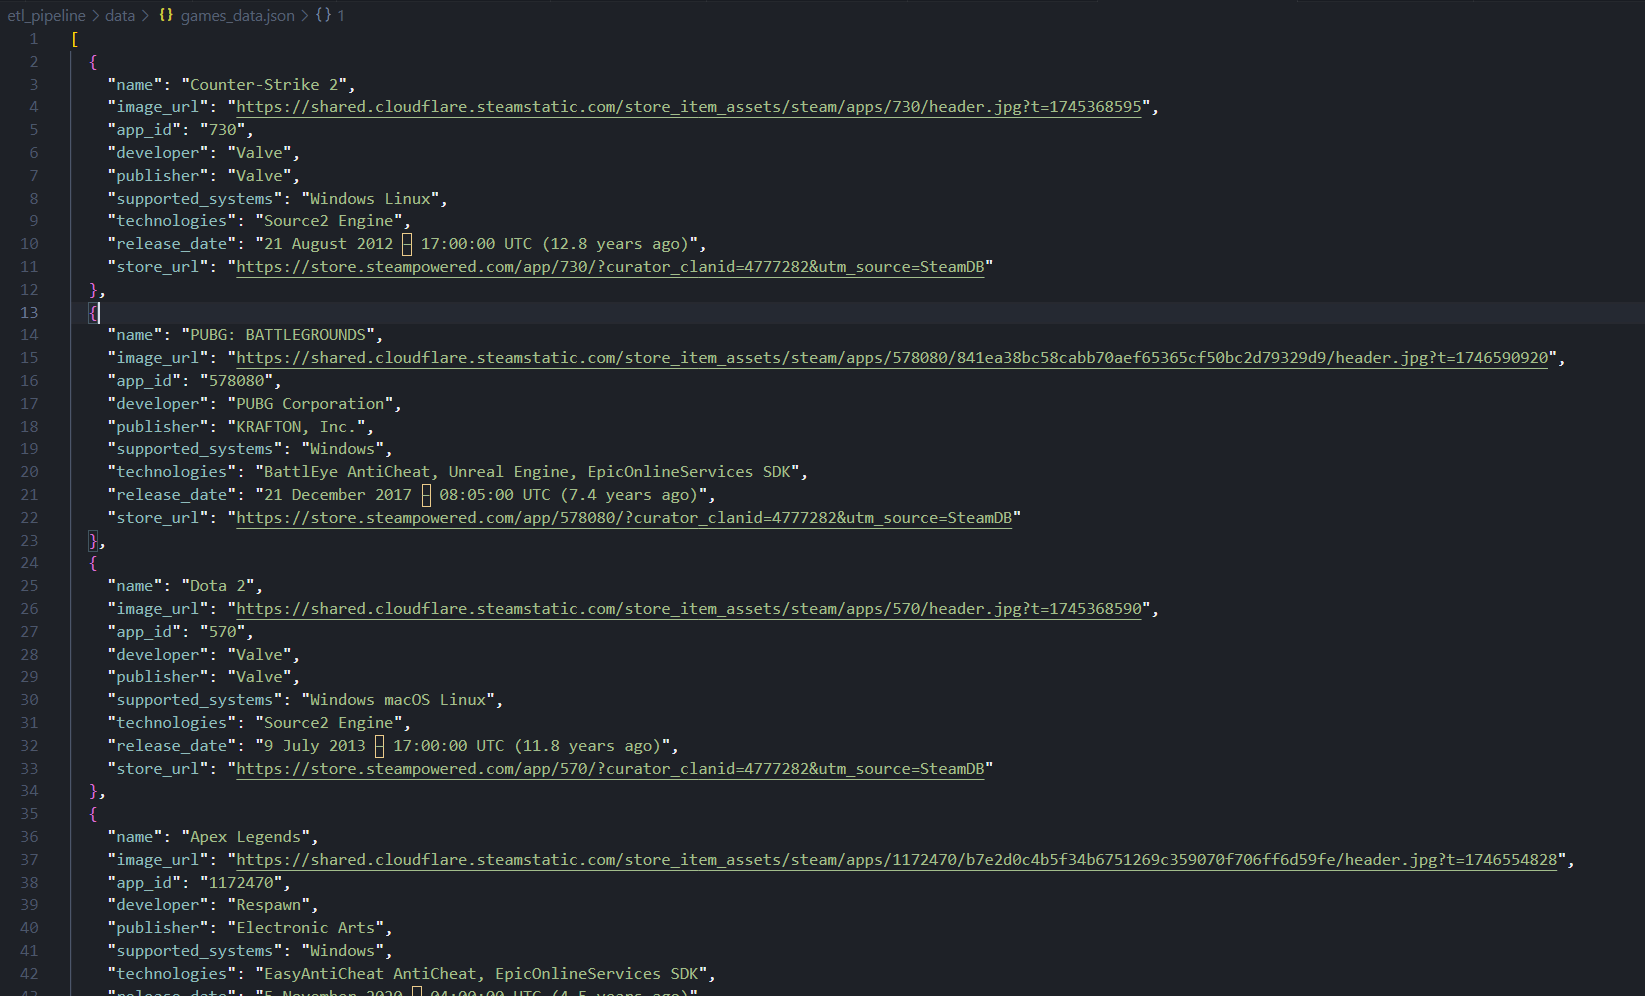 etl_pipeline > data > {} games_data.json > {} 1
1 [
2 {
3 "name": "Counter-Strike 2",
4 "image_url": "https://shared.cloudflare.steamstatic.com/store_item_assets/steam/apps/730/header.jpg?t=1745368595",
5 "app_id": "730",
6 "developer": "Valve",
7 "publisher": "Valve",
8 "supported_systems": "Windows Linux",
9 "technologies": "Source2 Engine",
10 "release_date": "21 August 2012 – 17:00:00 UTC (12.8 years ago)",
11 "store_url": "https://store.steampowered.com/app/730/?curator_clanid=4777282&utm_source=SteamDB"
12 },
13 {
14 "name": "PUBG: BATTLEGROUNDS",
15 "image_url": "https://shared.cloudflare.steamstatic.com/store_item_assets/steam/apps/578080/841ea38bc58cabb70aef65365cf50bc2d79329d9/header.jpg?t=1746590920",
16 "app_id": "578080",
17 "developer": "PUBG Corporation",
18 "publisher": "KRAFTON, Inc.",
19 "supported_systems": "Windows",
20 "technologies": "BattlEye AntiCheat, Unreal Engine, EpicOnlineServices SDK",
21 "release_date": "21 December 2017 – 08:05:00 UTC (7.4 years ago)",
22 "store_url": "https://store.steampowered.com/app/578080/?curator_clanid=4777282&utm_source=SteamDB"
23 },
24 {
25 "name": "Dota 2",
26 "image_url": "https://shared.cloudflare.steamstatic.com/store_item_assets/steam/apps/570/header.jpg?t=1745368590",
27 "app_id": "570",
28 "developer": "Valve",
29 "publisher": "Valve",
30 "supported_systems": "Windows macOS Linux",
31 "technologies": "Source2 Engine",
32 "release_date": "9 July 2013 – 17:00:00 UTC (11.8 years ago)",
33 "store_url": "https://store.steampowered.com/app/570/?curator_clanid=4777282&utm_source=SteamDB"
34 },
35 {
36 "name": "Apex Legends",
37 "image_url": "https://shared.cloudflare.steamstatic.com/store_item_assets/steam/apps/1172470/b7e2d0c4b5f34b6751269c359070f706ff6d59fe/header.jpg?t=1746554828",
38 "app_id": "1172470",
39 "developer": "Respawn",
40 "publisher": "Electronic Arts",
41 "supported_systems": "Windows",
42 "technologies": "EasyAntiCheat AntiCheat, EpicOnlineServices SDK",
43 "release_date": "5 November 2020 – 04:00:00 UTC (4.5 years ago)"